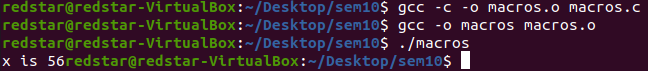 redstar@redstar-VirtualBox:~/Desktop/sem10$ gcc -c -o macros.o macros.c
redstar@redstar-VirtualBox:~/Desktop/sem10$ gcc -o macros macros.o
redstar@redstar-VirtualBox:~/Desktop/sem10$ ./macros
x is 56redstar@redstar-VirtualBox:~/Desktop/sem10$